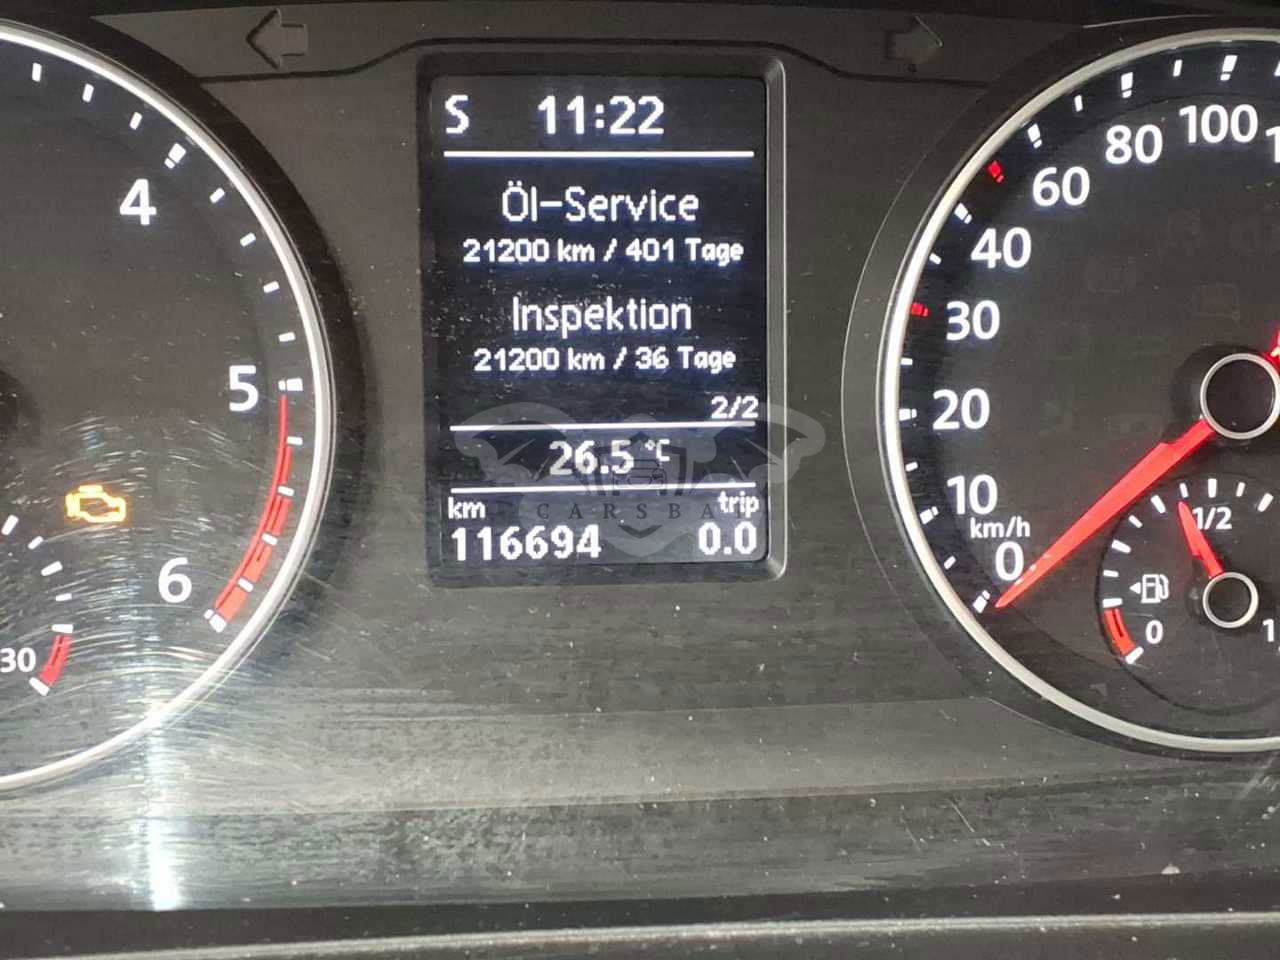 S 11:22
Öl-Service
21200 km / 401 Tage
Inspektion
21200 km / 36 Tage
2/2
26.5 °C
km trip
116694 0.0
CARSBA
4
5
6
30
100
80
60
40
30
20
10
km/h
0
1/2
0
1